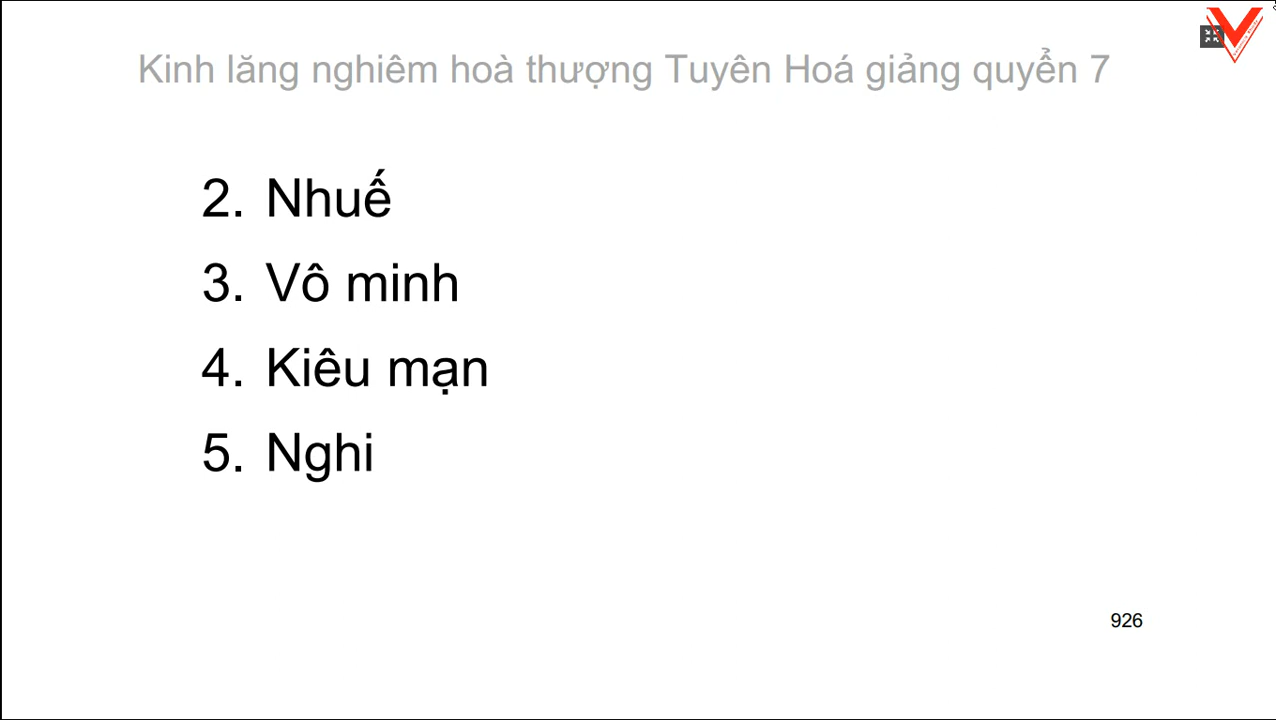 Kinh lăng nghiêm hoà thượng Tuyên Hoá giảng quyển 7
2. Nhuế
3. Vô minh
4. Kiêu mạn
5. Nghi
926